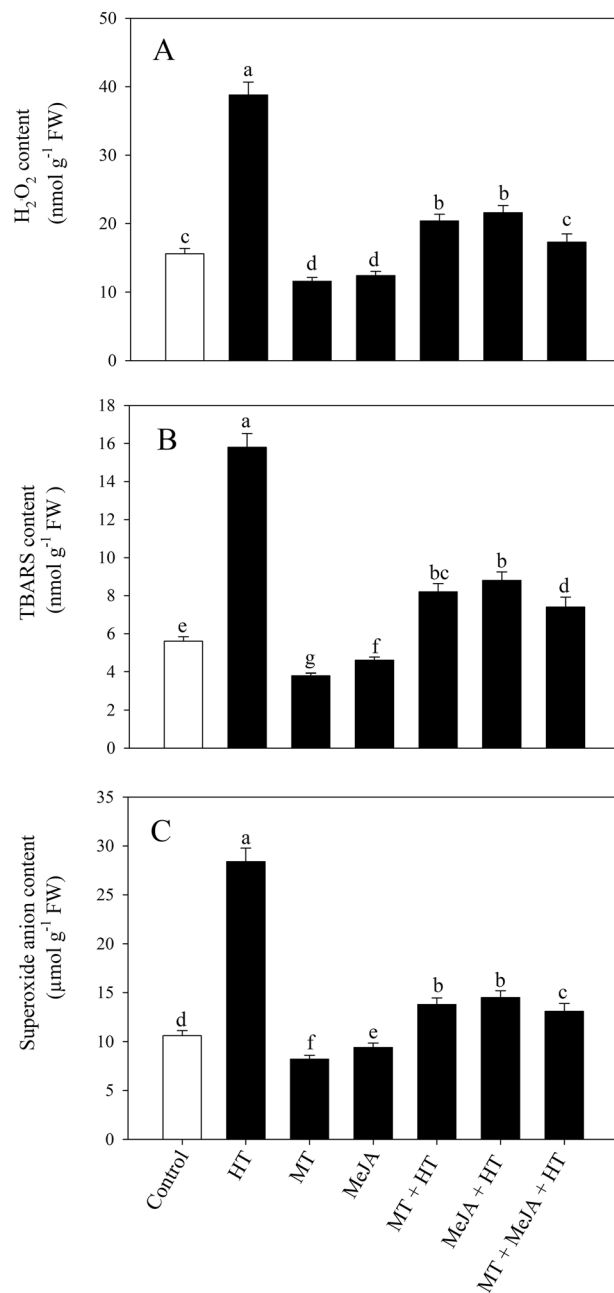 A
H₂O₂ content
(nmol g⁻¹ FW)
50
40
30
20
10
0
c
a
d
d
b
b
c
B
TBARS content
(nmol g⁻¹ FW )
18
16
14
12
10
8
6
4
2
0
e
a
g
f
bc
b
d
C
Superoxide anion content
(µmol g⁻¹ FW)
35
30
25
20
15
10
5
0
d
a
f
e
b
b
c
Control
HT
MT
MeJA
MT + HT
MeJA + HT
MT + MeJA + HT